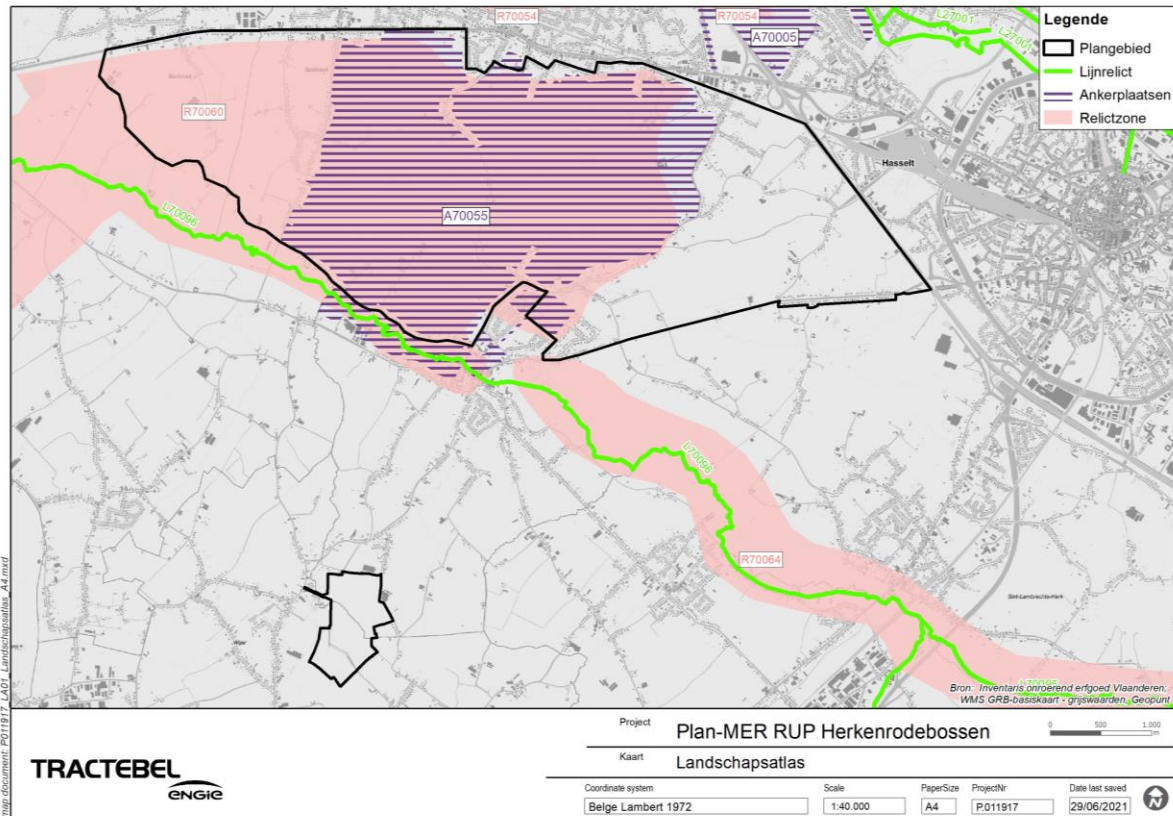 R70054
R70054
A70005
L27001
L27001
Legende
Plangebied
Lijnrelict
Ankerplaatsen
Relictzone
R70060
Hasselt
L70096
A70055
L70096
R70064
Sint-Lambrechts-Herk
Wijer
L70095
Bron: Inventaris onroerend erfgoed Vlaanderen;
WMS GRB-basiskaart - grijswaarden, Geopunt
map document: P011917_LA01_Landschapsatlas_A4.mxd
TRACTEBEL
ENGIE
Project Plan-MER RUP Herkenrodebossen
0 500 1.000
Kaart Landschapsatlas
Coordinate system Scale PaperSize ProjectNr Date last saved
Belge Lambert 1972 1:40.000 A4 P.011917 29/06/2021
N